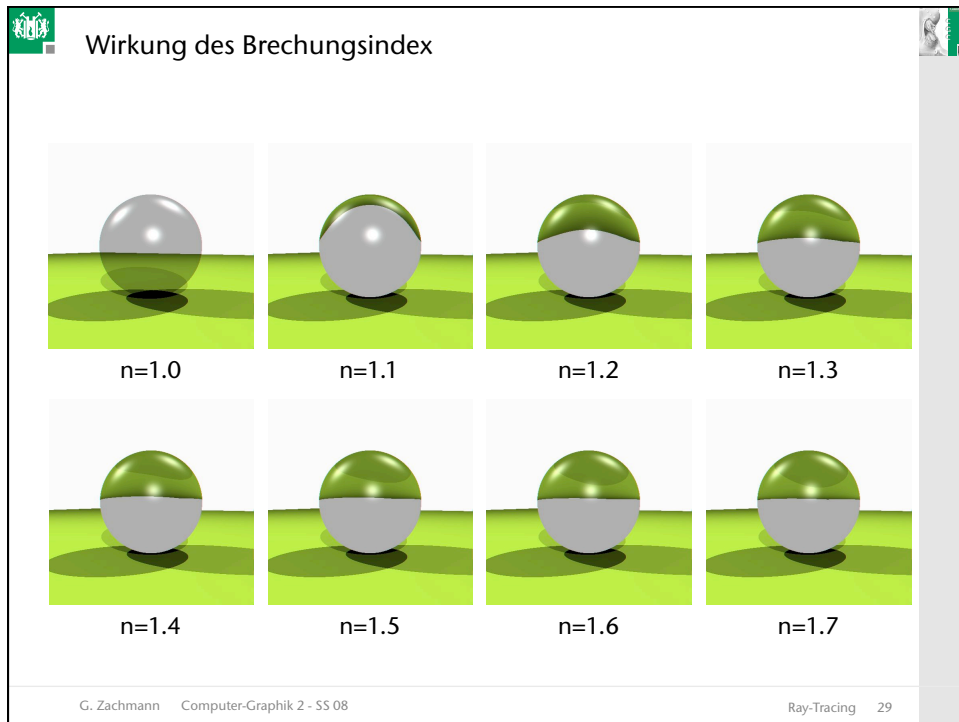 Wirkung des Brechungsindex
n=1.0 n=1.1 n=1.2 n=1.3
n=1.4 n=1.5 n=1.6 n=1.7
G. Zachmann Computer-Graphik 2 - SS 08 Ray-Tracing 29